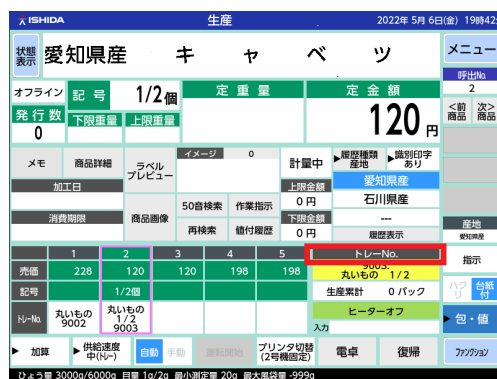 ISHIDA 生産 2022年 5月 6日(金) 19時42
状態表示 愛知県産 キャベツ メニュー
オフライン 記号 1/2個 定重量 定金額 呼出No. 2
発行数 0 下限重量 上限重量 120 円 <前商品 次>商品
メモ 商品詳細 ラベルプレビュー イメージ 0 計量中 ▶履歴種類 産地 ▶識別印字 あり
加工日 上限金額 愛知県産
50音検索 作業指示 0円 石川県産
消費期限 商品画像 下限金額 --- 産地
再検索 値付履歴 0円 履歴表示 愛知県産
1 2 3 4 5 トレーNo. 指示
売価 228 120 120 198 198 9003:
丸いもの 1/2
記号 1/2個 生産累計 0 パック ハクリ 台紙付
トレーNo. 丸いもの 9002 丸いもの 1/2 9003 ヒーターオフ ▶ 包・値
入力
▶ 加算 ▶ 供給速度 中(トレー) 自動 手動 運転開始 プリンタ切替 (2号機固定) 電卓 復帰 ファンクション
ひょう量 3000g/6000g 目量 1g/2g 最小測定量 20g 最大風袋量 -999g